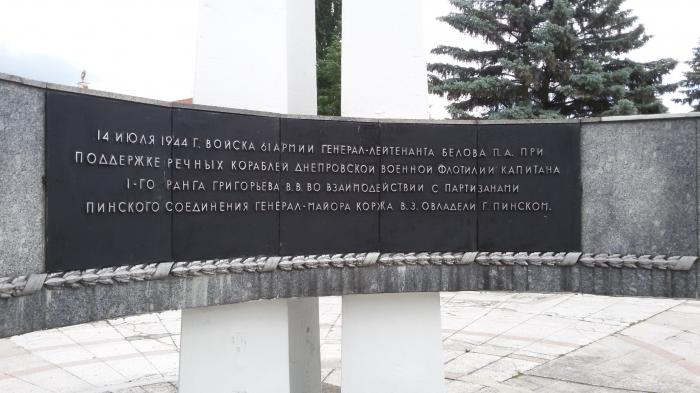 14 ИЮЛЯ 1944 Г. ВОЙСКА 61 АРМИИ ГЕНЕРАЛ-ЛЕЙТЕНАНТА БЕЛОВА П.А. ПРИ
ПОДДЕРЖКЕ РЕЧНЫХ КОРАБЛЕЙ ДНЕПРОВСКОЙ ВОЕННОЙ ФЛОТИЛИИ КАПИТАНА
1-ГО РАНГА ГРИГОРЬЕВА В.В. ВО ВЗАИМОДЕЙСТВИИ С ПАРТИЗАНАМИ
ПИНСКОГО СОЕДИНЕНИЯ ГЕНЕРАЛ-МАЙОРА КОРЖА В.З. ОВЛАДЕЛИ Г. ПИНСКОМ.